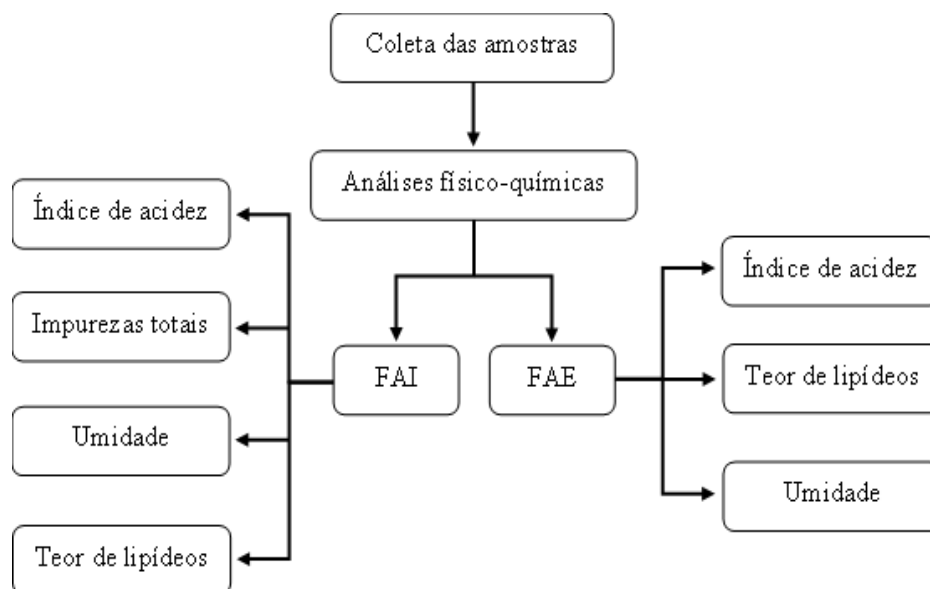 Coleta das amostras
Análises físico-químicas
Índice de acidez
Impurezas totais
Umidade
Teor de lipídeos
FAI
FAE
Índice de acidez
Teor de lipídeos
Umidade